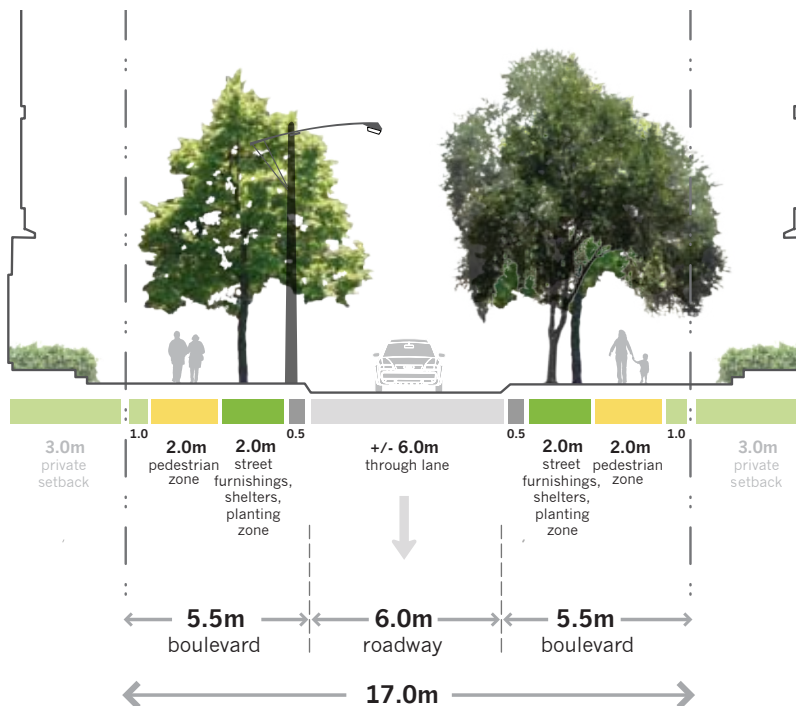 1.0
0.5
0.5
1.0
3.0m
private
setback
2.0m
pedestrian
zone
2.0m
street
furnishings,
shelters,
planting
zone
+/- 6.0m
through lane
2.0m
street
furnishings,
shelters,
planting
zone
2.0m
pedestrian
zone
3.0m
private
setback
5.5m
boulevard
6.0m
roadway
5.5m
boulevard
17.0m